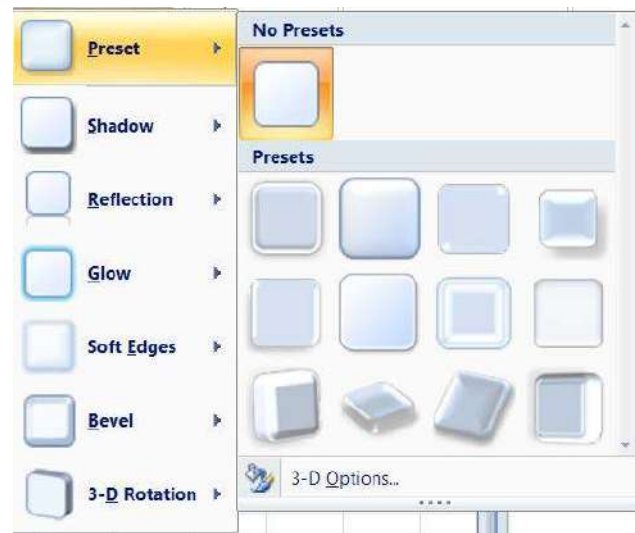 Preset
Shadow
Reflection
Glow
Soft Edges
Bevel
3-D Rotation
No Presets
Presets
3-D Options...